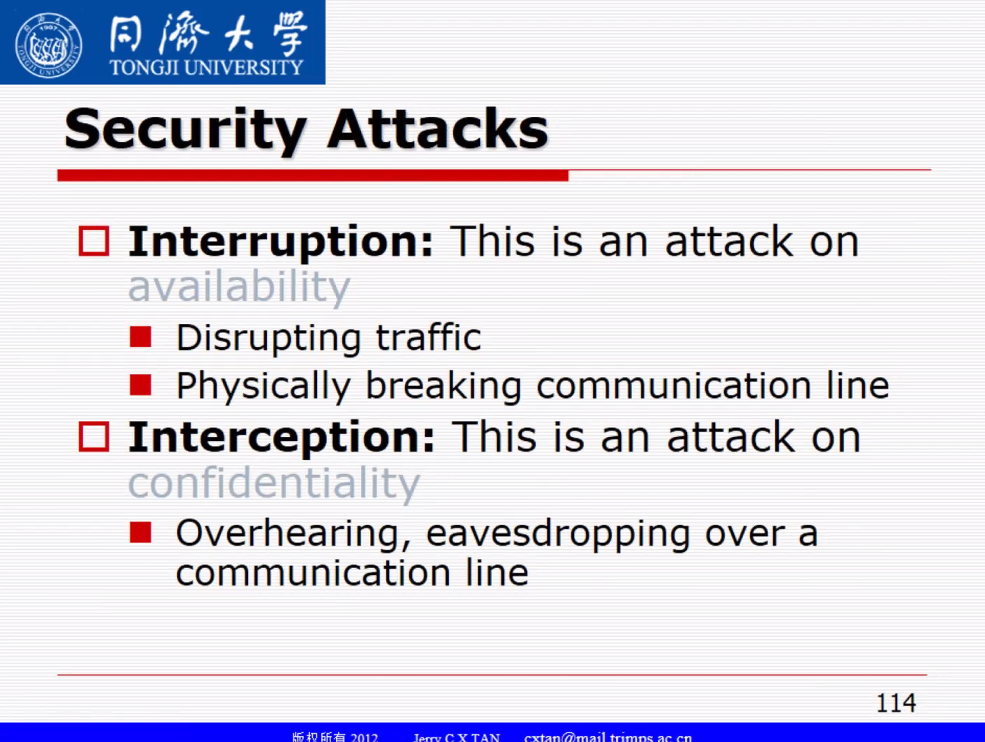 同濟大学
TONGJI UNIVERSITY
Security Attacks
Interruption: This is an attack on
availability
Disrupting traffic
Physically breaking communication line
Interception: This is an attack on
confidentiality
Overhearing, eavesdropping over a
communication line
114
版权所有 2012 Jerry C X TAN cxtan@mail.trimps.ac.cn